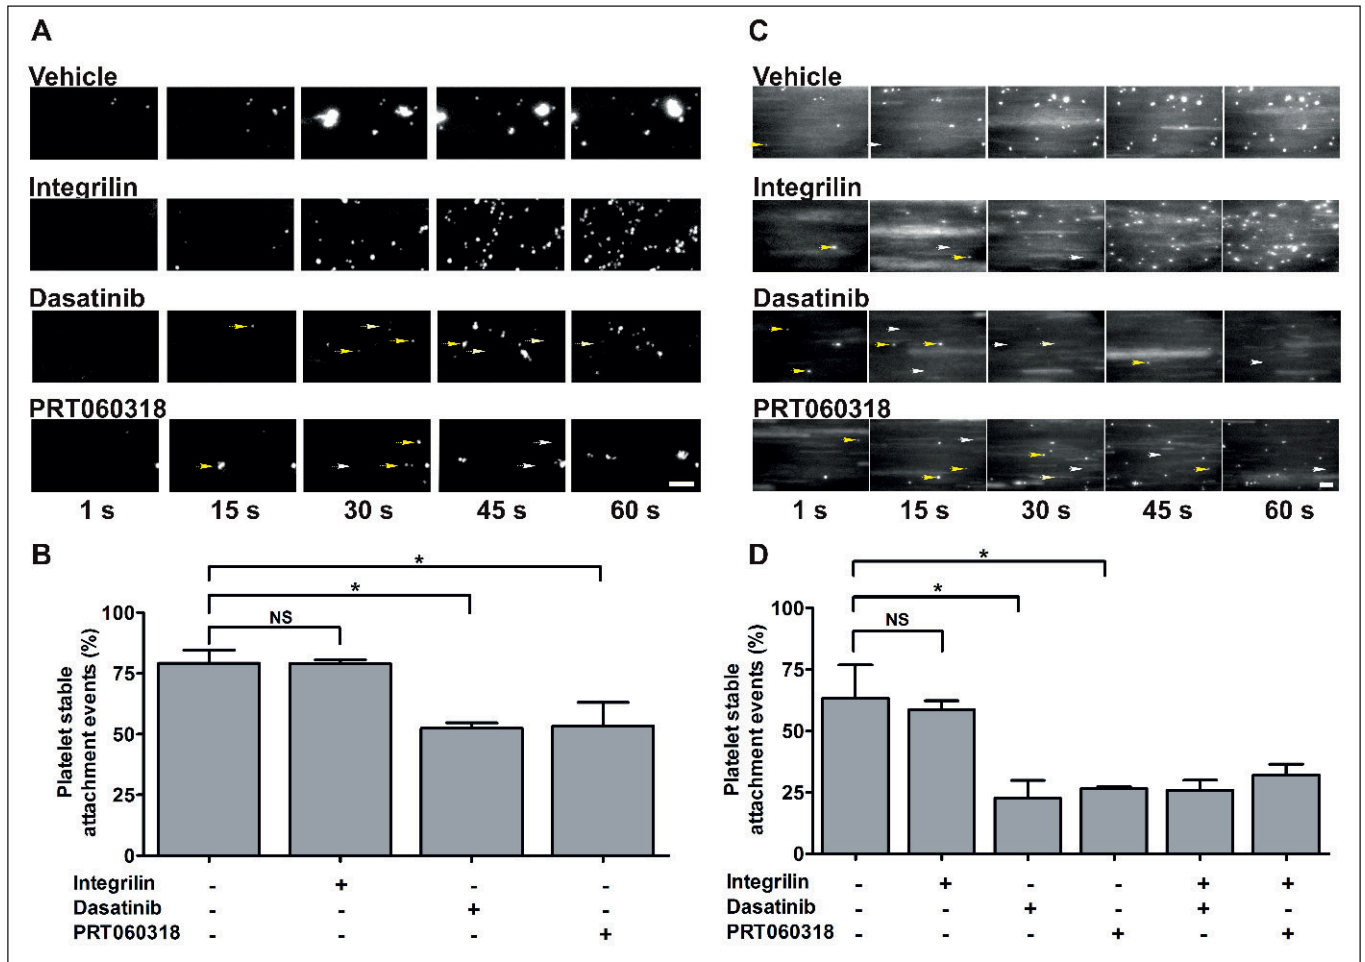 A
Vehicle
Integrilin
Dasatinib
PRT060318
1 s 15 s 30 s 45 s 60 s
C
Vehicle
Integrilin
Dasatinib
PRT060318
1 s 15 s 30 s 45 s 60 s
B
*
*
NS
100
75
50
25
0
Platelet stable
attachment events (%)
Integrilin - + - -
Dasatinib - - + -
PRT060318 - - - +
D
*
*
NS
100
75
50
25
0
Platelet stable
attachment events (%)
Integrilin - + - - + +
Dasatinib - - + - + -
PRT060318 - - - + - +